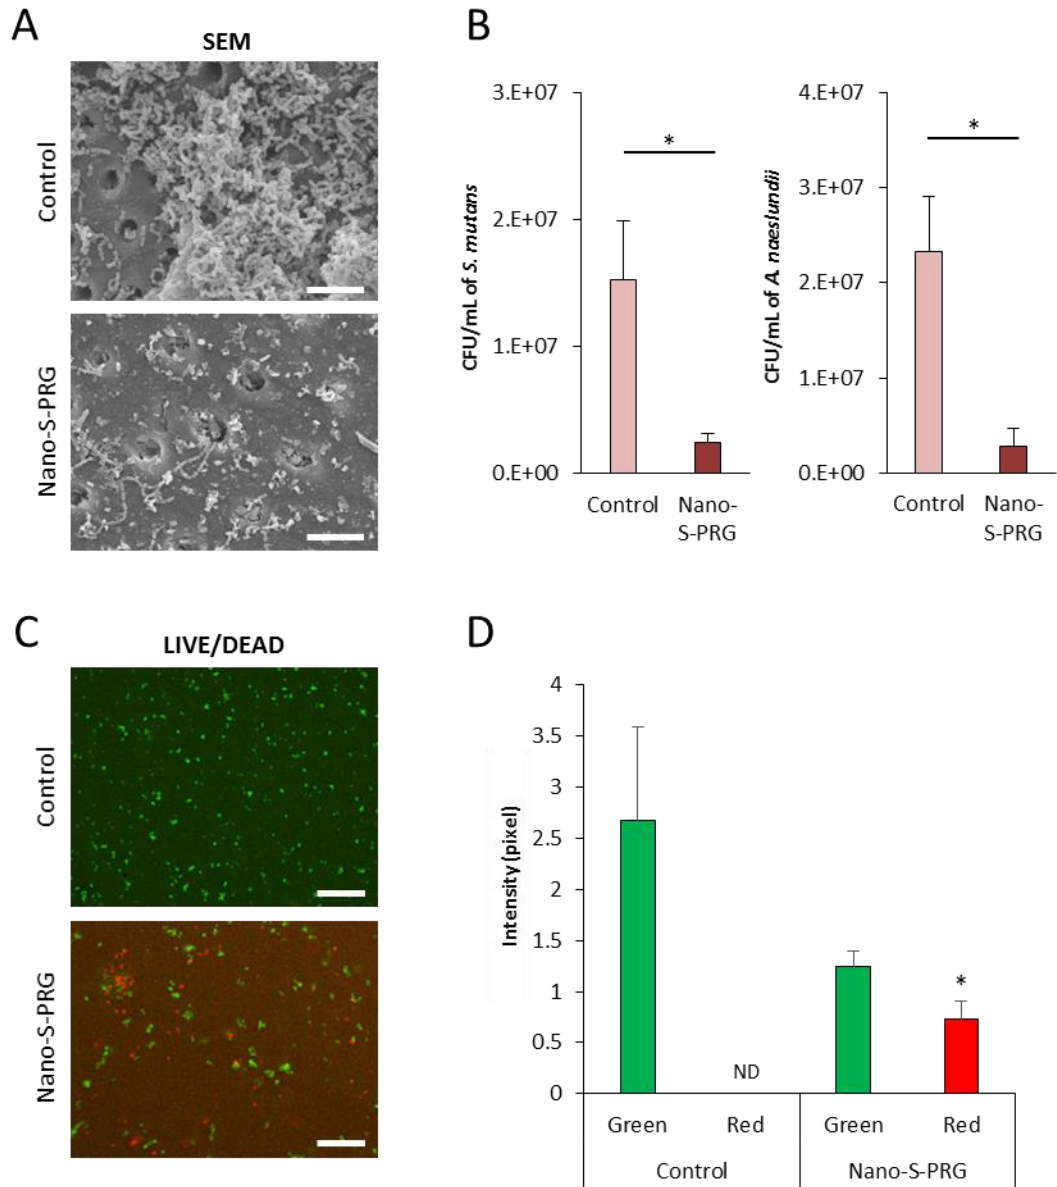 A
SEM
Control
Nano-S-PRG
B
3.E+07
2.E+07
1.E+07
0.E+00
CFU/mL of S. mutans
*
Control
Nano-
S-PRG
4.E+07
3.E+07
2.E+07
1.E+07
0.E+00
CFU/mL of A. naeslundii
*
Control
Nano-
S-PRG
C
LIVE/DEAD
Control
Nano-S-PRG
D
4
3.5
3
2.5
2
1.5
1
0.5
0
Intensity (pixel)
ND
*
Green
Red
Green
Red
Control
Nano-S-PRG